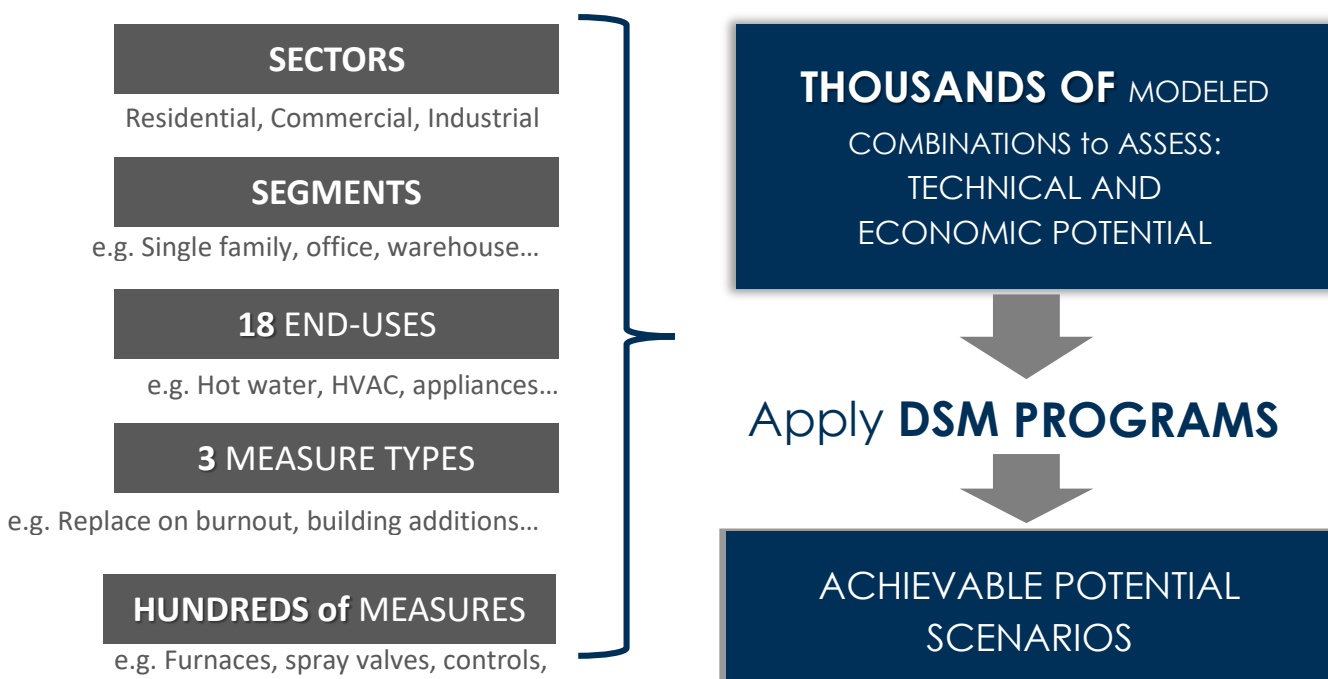 SECTORS
Residential, Commercial, Industrial
SEGMENTS
e.g. Single family, office, warehouse…
18 END-USES
e.g. Hot water, HVAC, appliances…
3 MEASURE TYPES
e.g. Replace on burnout, building additions…
HUNDREDS of MEASURES
e.g. Furnaces, spray valves, controls,
THOUSANDS OF MODELED
COMBINATIONS to ASSESS:
TECHNICAL AND
ECONOMIC POTENTIAL
Apply DSM PROGRAMS
ACHIEVABLE POTENTIAL
SCENARIOS